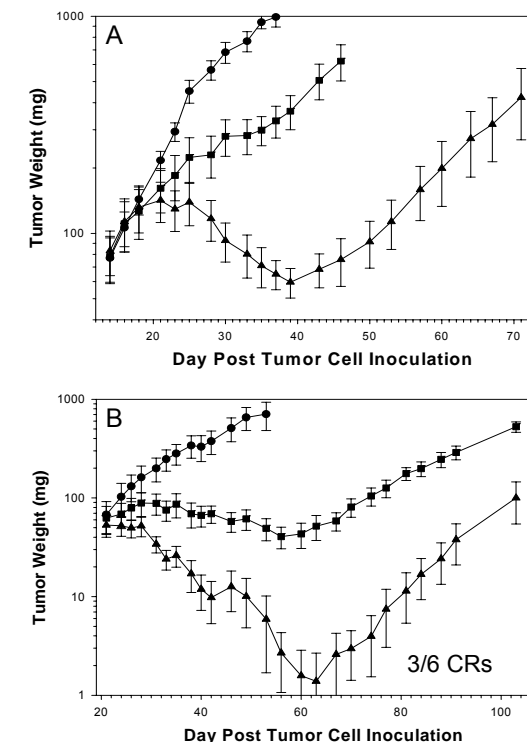 A
1000
100
Tumor Weight (mg)
20 30 40 50 60 70
Day Post Tumor Cell Inoculation
B
1000
100
10
1
Tumor Weight (mg)
3/6 CRs
20 40 60 80 100
Day Post Tumor Cell Inoculation